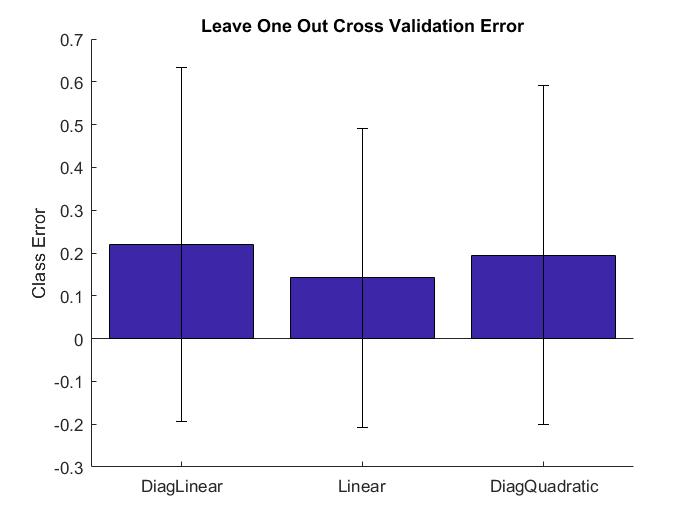 Leave One Out Cross Validation Error
0.7
0.6
0.5
0.4
0.3
0.2
0.1
0
-0.1
-0.2
-0.3
Class Error
DiagLinear
Linear
DiagQuadratic